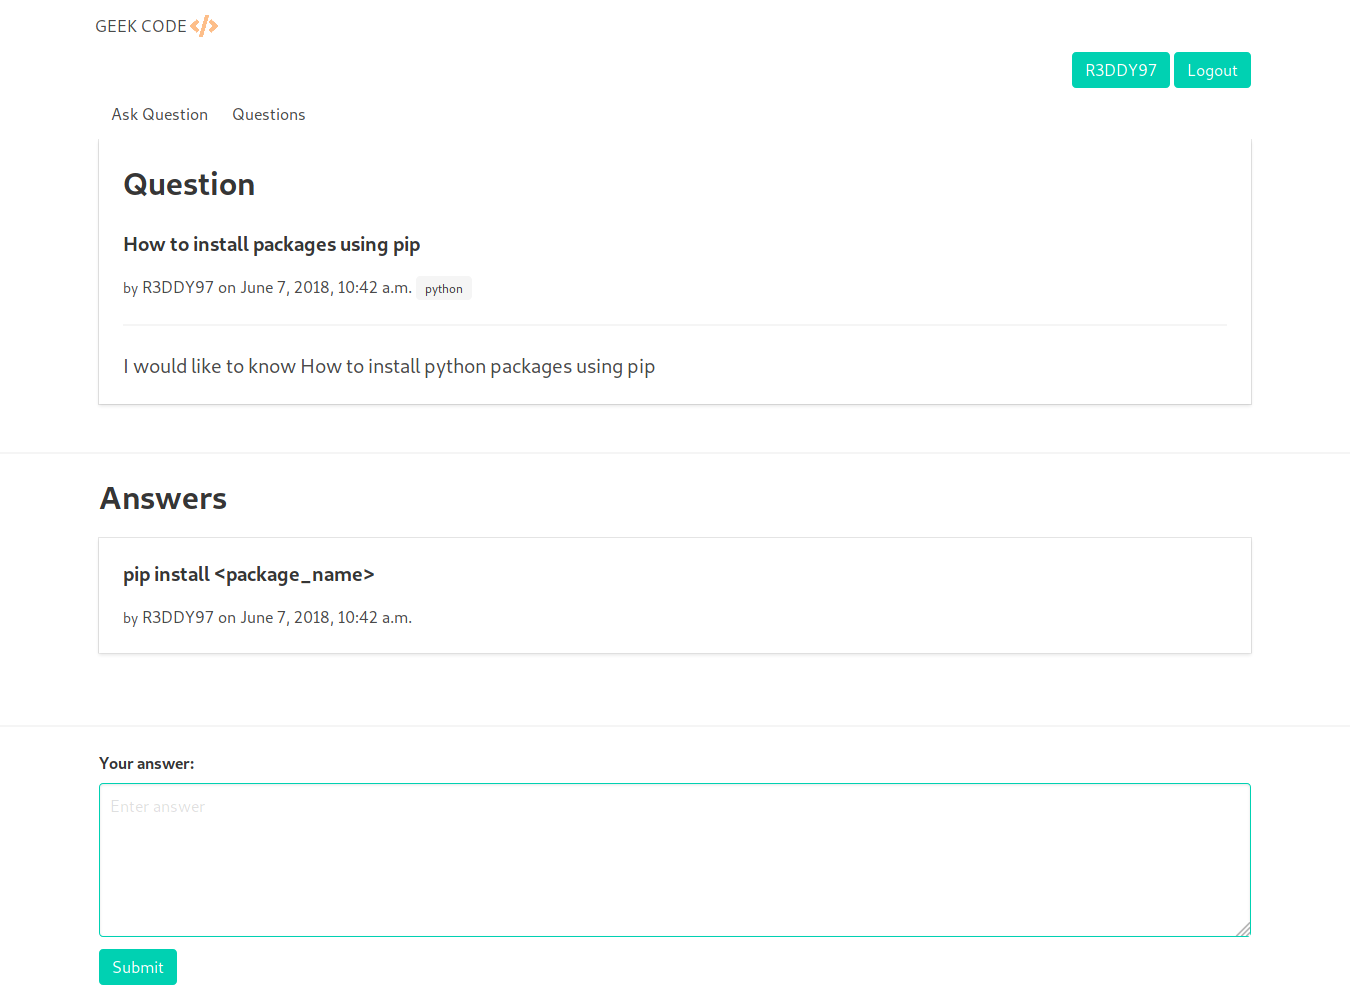 GEEK CODE </>
R3DDY97 Logout
Ask Question Questions
Question
How to install packages using pip
by R3DDY97 on June 7, 2018, 10:42 a.m. python
I would like to know How to install python packages using pip
Answers
pip install <package_name>
by R3DDY97 on June 7, 2018, 10:42 a.m.
Your answer:
Enter answer
Submit